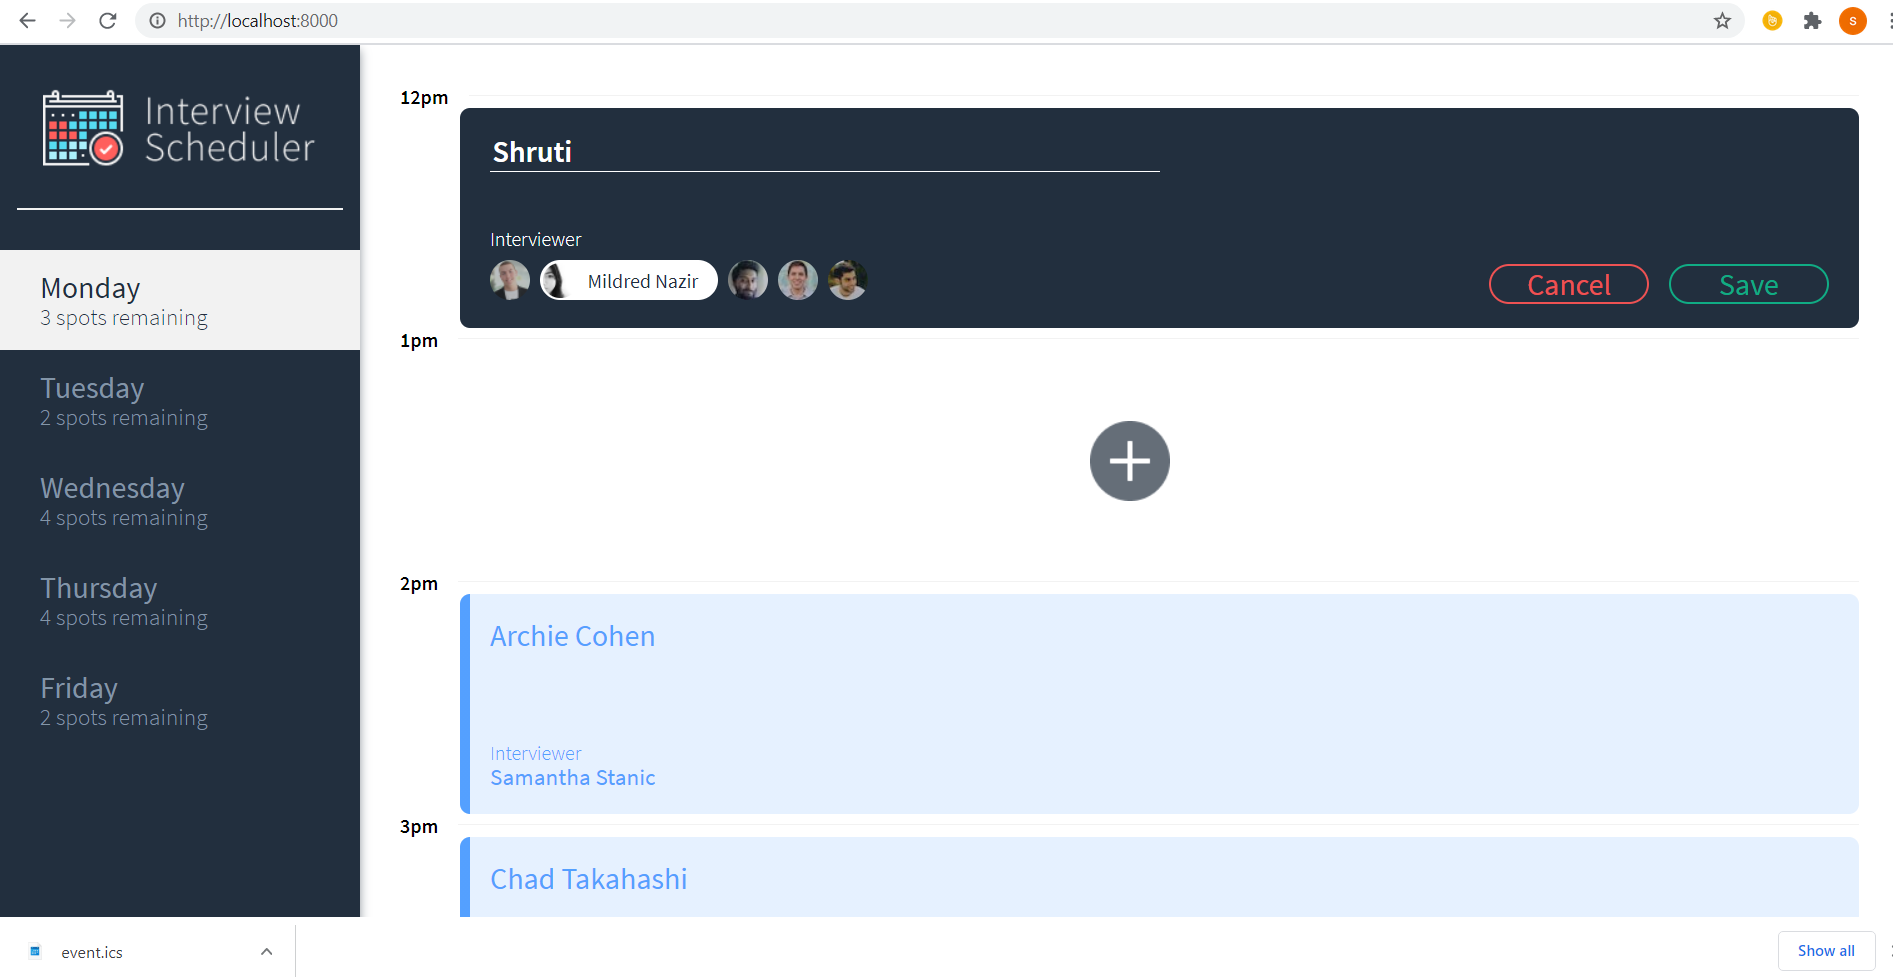 http://localhost:8000
S
Interview
Scheduler
Monday
3 spots remaining
Tuesday
2 spots remaining
Wednesday
4 spots remaining
Thursday
4 spots remaining
Friday
2 spots remaining
12pm
Shruti
Interviewer
Mildred Nazir
Cancel
Save
1pm
2pm
Archie Cohen
Interviewer
Samantha Stanic
3pm
Chad Takahashi
event.ics
Show all